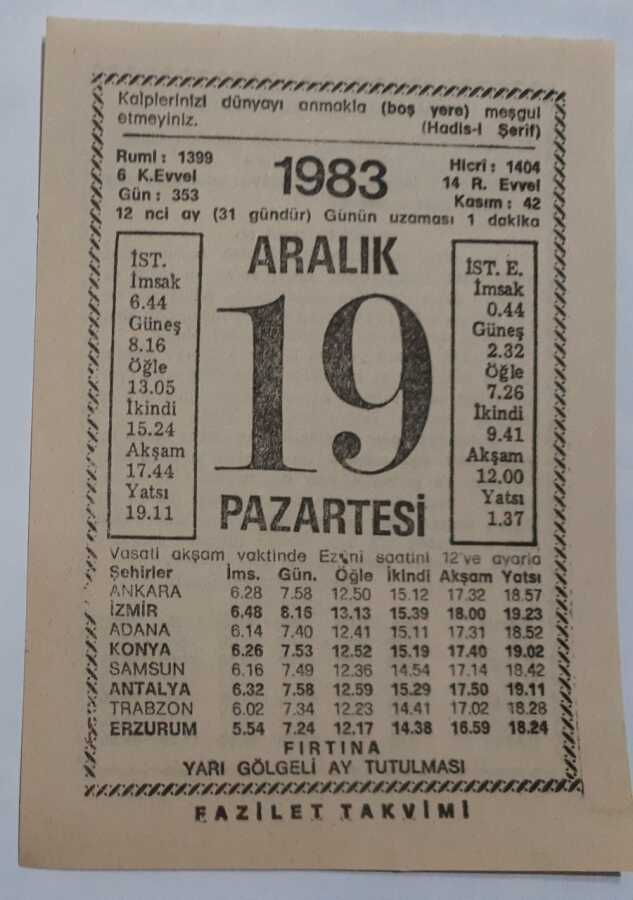 Kalplerinizi dünyayı anmakla (boş yere) meşgul
etmeyiniz. (Hadis-i Şerif)
Rumi: 1399
6 K.Evvel
Gün: 353
1983
Hicri: 1404
14 R. Evvel
Kasım: 42
12 nci ay (31 gündür) Günün uzaması 1 dakika
İST.
İmsak
6.44
Güneş
8.16
Öğle
13.05
İkindi
15.24
Akşam
17.44
Yatsı
19.11
ARALIK
19
PAZARTESİ
İST. E.
İmsak
0.44
Güneş
2.32
Öğle
7.26
İkindi
9.41
Akşam
12.00
Yatsı
1.37
Vasati akşam vaktinde Ezâni saatini 12'ye ayarla
Şehirler İms. Gün. Öğle İkindi Akşam Yatsı
ANKARA 6.28 7.58 12.50 15.12 17.32 18.57
İZMİR 6.48 8.15 13.13 15.39 18.00 19.23
ADANA 6.14 7.40 12.41 15.11 17.31 18.52
KONYA 6.26 7.53 12.52 15.19 17.40 19.02
SAMSUN 6.16 7.49 12.36 14.54 17.14 18.42
ANTALYA 6.32 7.58 12.59 15.29 17.50 19.11
TRABZON 6.02 7.34 12.23 14.41 17.02 18.28
ERZURUM 5.54 7.24 12.17 14.38 16.59 18.24
FIRTINA
YARI GÖLGELİ AY TUTULMASI
FAZİLET TAKVİMİ